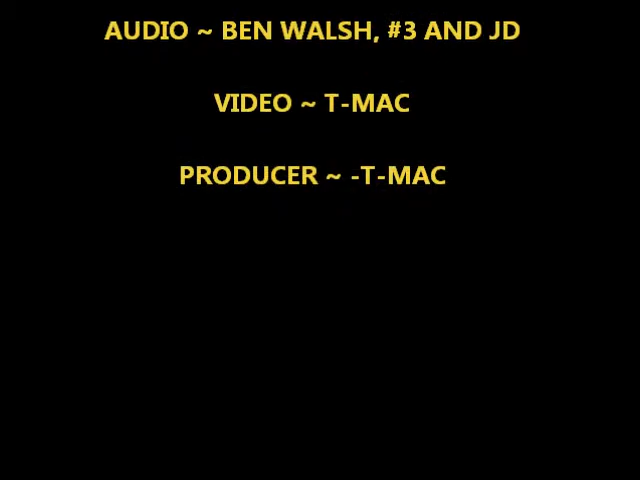 AUDIO ~ BEN WALSH, #3 AND JD
VIDEO ~ T-MAC
PRODUCER ~ -T-MAC